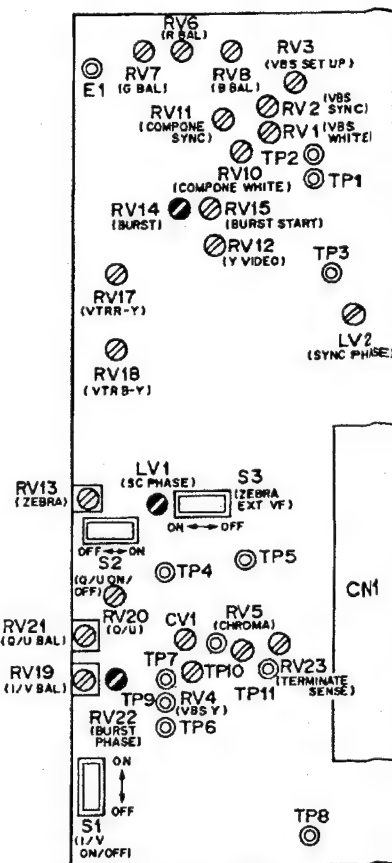 RV6
(R BAL)
RV7
(G BAL)
RV8
(B BAL)
RV3
(VBS SET UP)
E1
RV11
(COMPONE
SYNC)
RV2 (VBS
SYNC)
RV1 (VBS
WHITE)
TP2
TP1
RV10
(COMPONE WHITE)
RV14
(BURST)
RV15
(BURST START)
RV12
(Y VIDEO)
TP3
RV17
(VTRR-Y)
LV2
(SYNC PHASE)
RV18
(VTRB-Y)
RV13
(ZEBRA)
LV1
(SC PHASE)
S3
(ZEBRA
EXT VF)
ON OFF
OFF ON
S2
(Q/U ON/
OFF)
TP4
TP5
CN1
RV20
(Q/U)
RV21
(Q/U BAL)
CV1
RV5
(CHROMA)
RV19
(I/V BAL)
TP7
TP10
TP11
RV23
(TERMINATE
SENSE)
TP9
RV4
(VBS Y)
RV22
(BURST
PHASE)
TP6
ON
OFF
S1
(I/V
ON/OFF)
TP8